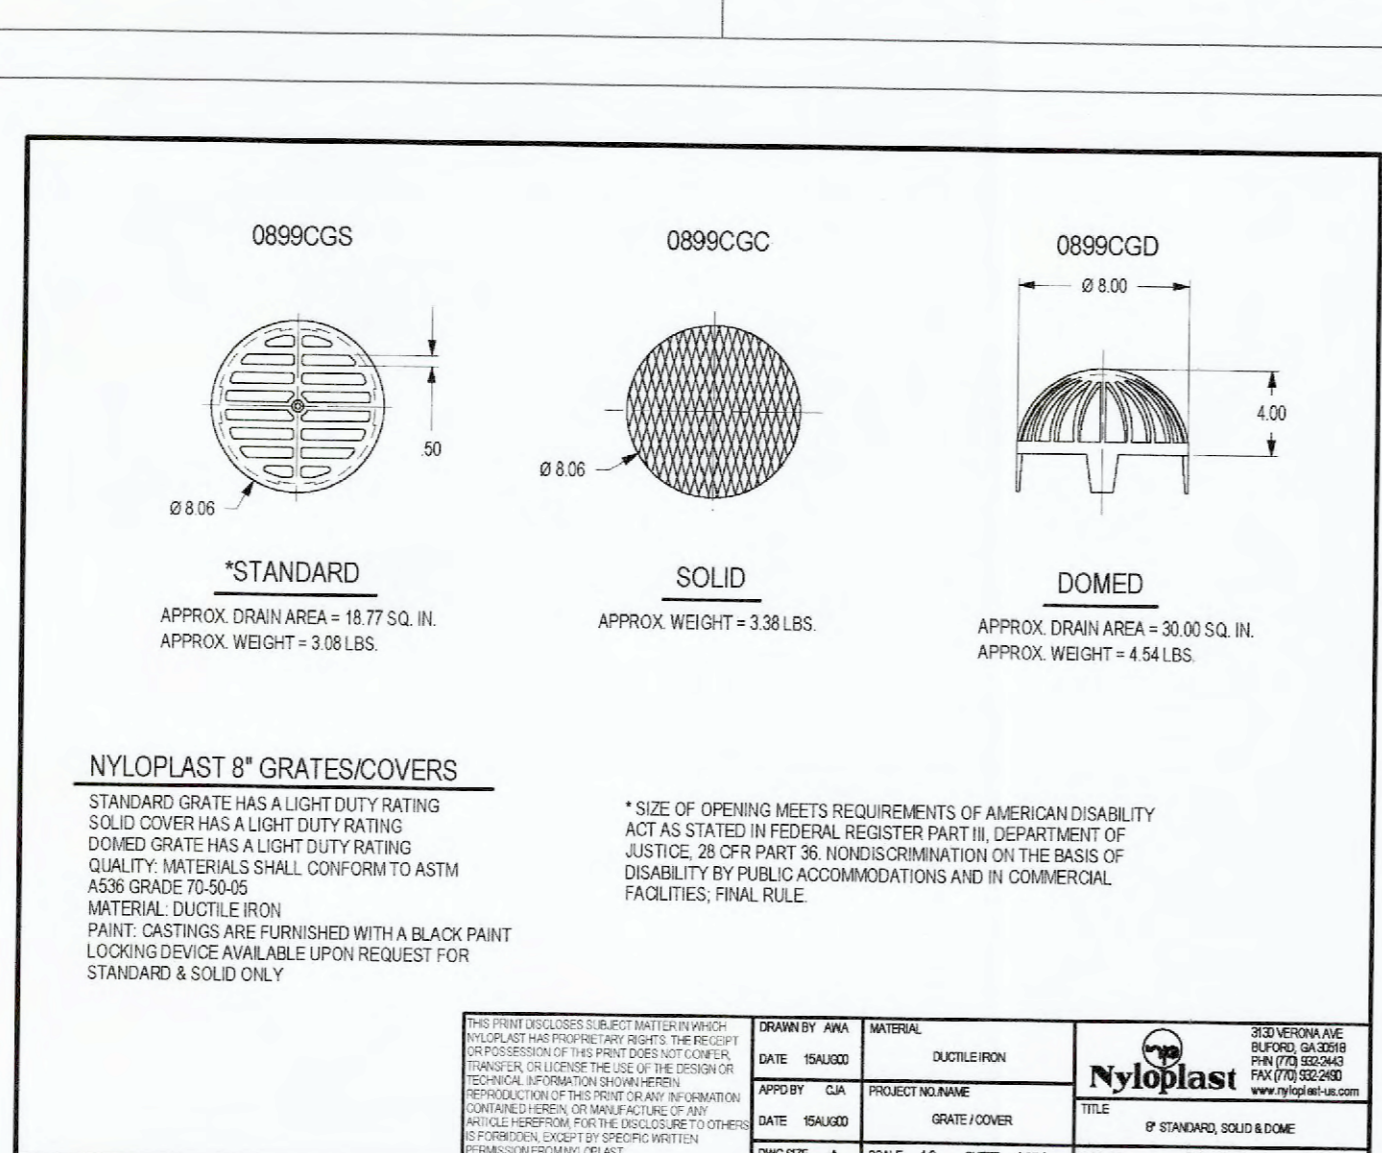 0899CGS
0899CGC
0899CGD
Ø 8.00
4.00
.50
Ø 8.06
Ø 8.06
*STANDARD
APPROX. DRAIN AREA = 18.77 SQ. IN.
APPROX. WEIGHT = 3.08 LBS.
SOLID
APPROX. WEIGHT = 3.38 LBS.
DOMED
APPROX. DRAIN AREA = 30.00 SQ. IN.
APPROX. WEIGHT = 4.54 LBS.
NYLOPLAST 8" GRATES/COVERS
STANDARD GRATE HAS A LIGHT DUTY RATING
SOLID COVER HAS A LIGHT DUTY RATING
DOMED GRATE HAS A LIGHT DUTY RATING
QUALITY: MATERIALS SHALL CONFORM TO ASTM
A536 GRADE 70-50-05
MATERIAL: DUCTILE IRON
PAINT: CASTINGS ARE FURNISHED WITH A BLACK PAINT
LOCKING DEVICE AVAILABLE UPON REQUEST FOR
STANDARD & SOLID ONLY
* SIZE OF OPENING MEETS REQUIREMENTS OF AMERICAN DISABILITY
ACT AS STATED IN FEDERAL REGISTER PART III, DEPARTMENT OF
JUSTICE, 28 CFR PART 36. NONDISCRIMINATION ON THE BASIS OF
DISABILITY BY PUBLIC ACCOMMODATIONS AND IN COMMERCIAL
FACILITIES; FINAL RULE.
THIS PRINT DISCLOSES SUBJECT MATTER IN WHICH
NYLOPLAST HAS PROPRIETARY RIGHTS. THE RECEIPT
OR POSSESSION OF THIS PRINT DOES NOT CONFER,
TRANSFER, OR LICENSE THE USE OF THE DESIGN OR
TECHNICAL INFORMATION SHOWN HEREIN
REPRODUCTION OF THIS PRINT OR ANY INFORMATION
CONTAINED HEREIN, OR MANUFACTURE OF ANY
ARTICLE HEREFROM, FOR THE DISCLOSURE TO OTHERS
IS FORBIDDEN, EXCEPT BY SPECIFIC WRITTEN
PERMISSION FROM NYLOPLAST.
DRAWN BY AWA
DATE 15AUG00
APPD BY CJA
DATE 15AUG00
DWG SIZE A
MATERIAL
DUCTILE IRON
PROJECT NO./NAME
GRATE / COVER
SCALE
SHEET
Nyloplast
3130 VERONA AVE
BUFORD, GA 30518
PHN (770) 932-2443
FAX (770) 932-2490
www.nyloplast-us.com
TITLE
8" STANDARD, SOLID & DOME